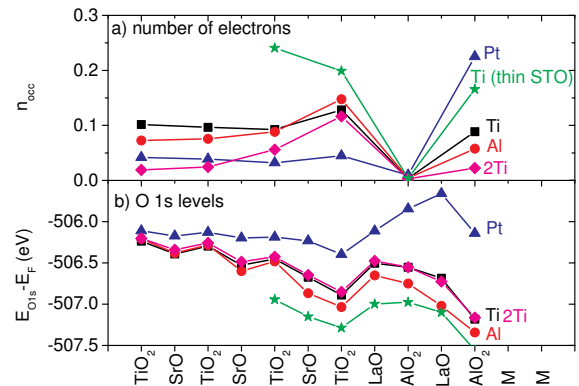 a) number of electrons
n_occ
0.3
0.2
0.1
0.0
Pt
Ti (thin STO)
Ti
Al
2Ti
b) O 1s levels
E_O1s-E_F (eV)
-506.0
-506.5
-507.0
-507.5
Pt
Ti 2Ti
Al
TiO₂ SrO TiO₂ SrO TiO₂ SrO TiO₂ LaO AlO₂ LaO AlO₂ M M